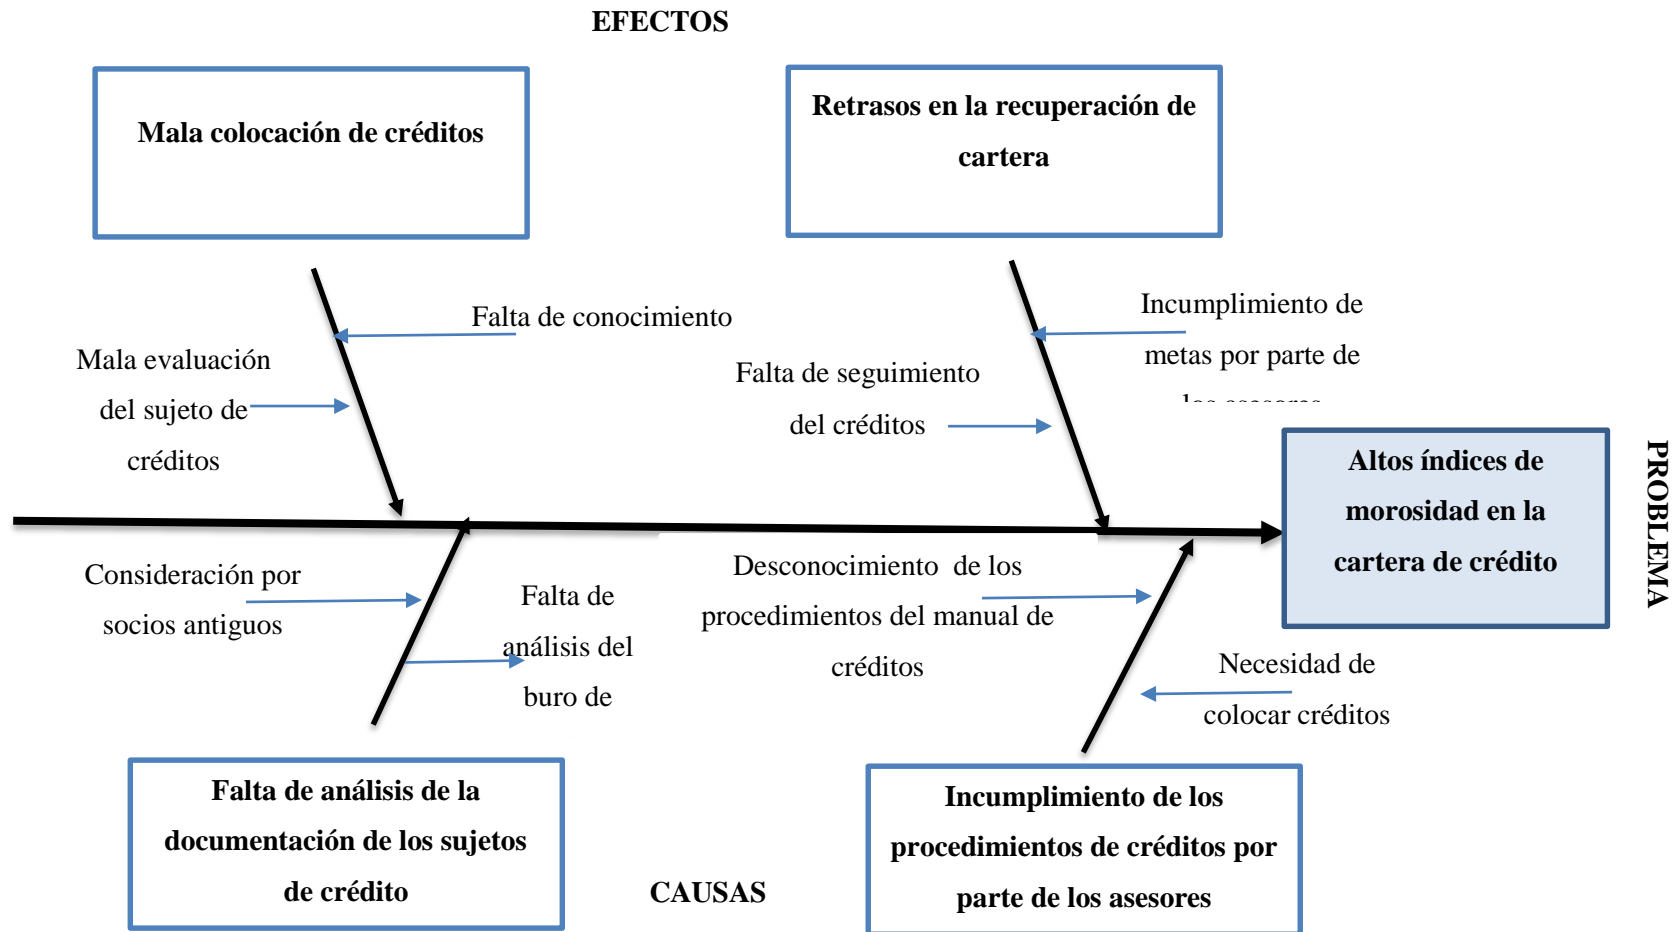 EFECTOS
Mala colocación de créditos
Retrasos en la recuperación de
cartera
Falta de conocimiento
Mala evaluación
del sujeto de
créditos
Incumplimiento de
metas por parte de
los asesores
Falta de seguimiento
del créditos
Altos índices de
morosidad en la
cartera de crédito
PROBLEMA
Consideración por
socios antiguos
Falta de
análisis del
buro de
Desconocimiento de los
procedimientos del manual de
créditos
Necesidad de
colocar créditos
Falta de análisis de la
documentación de los sujetos
de crédito
CAUSAS
Incumplimiento de los
procedimientos de créditos por
parte de los asesores